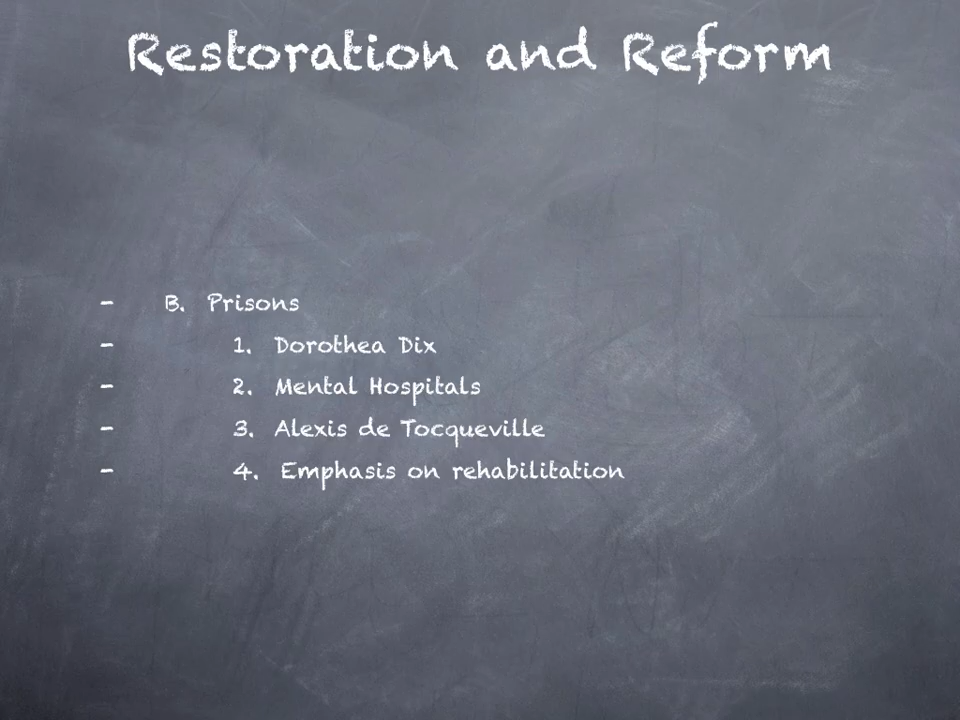 Restoration and Reform
- B. Prisons
- 1. Dorothea Dix
- 2. Mental Hospitals
- 3. Alexis de Tocqueville
- 4. Emphasis on rehabilitation